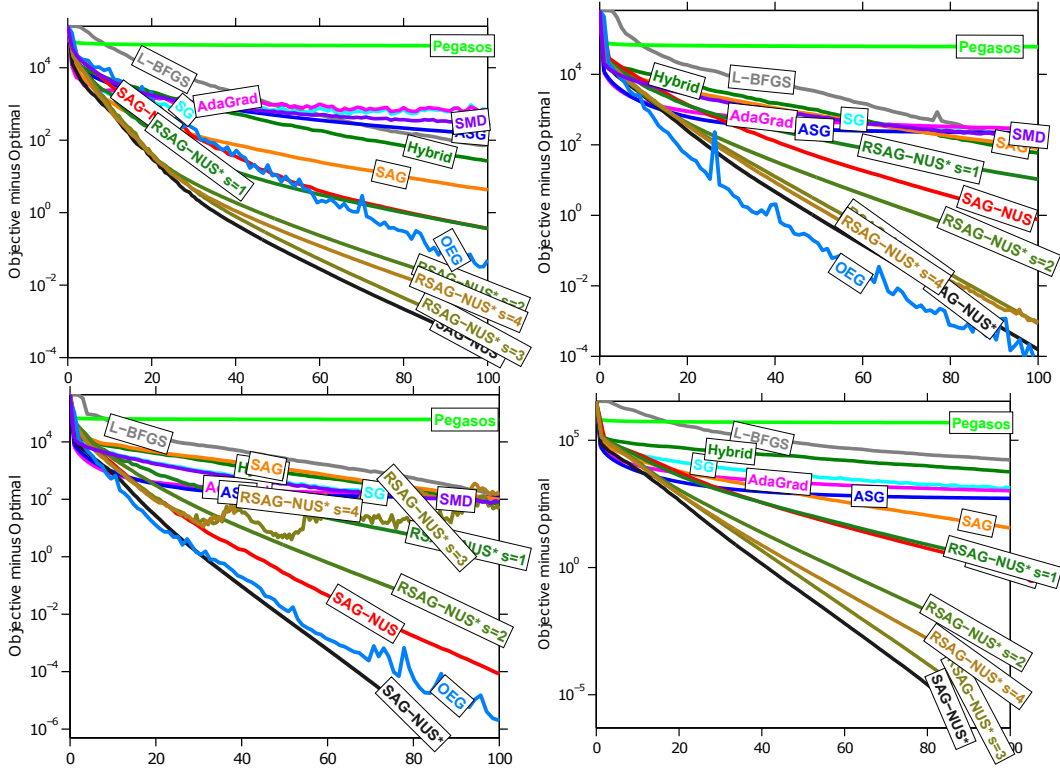 Objective minus Optimal
10^4
10^2
10^0
10^-2
10^-4
0 20 40 60 80 100
Pegasos
L-BFGS
AdaGrad
SG
SMD
ASG
Hybrid
SAG
RSAG-NUS* s=1
OEG
RSAG-NUS* s=2
RSAG-NUS* s=4
RSAG-NUS* s=3
SAG-NUS
Objective minus Optimal
10^4
10^2
10^0
10^-2
10^-4
0 20 40 60 80 100
Pegasos
L-BFGS
Hybrid
AdaGrad
ASG
SG
SAG
SMD
RSAG-NUS* s=1
SAG-NUS
RSAG-NUS* s=2
RSAG-NUS* s=4
OEG
AG-NUS*
Objective minus Optimal
10^4
10^2
10^0
10^-2
10^-4
10^-6
0 20 40 60 80 100
Pegasos
L-BFGS
SAG
ASG
SG
SMD
RSAG-NUS* s=4
RSAG-NUS* s=3
NUS* s=1
SAG-NUS
RSAG-NUS* s=2
OEG
SAG-NUS*
Objective minus Optimal
10^5
10^0
10^-5
0 20 40 60 80
Pegasos
L-BFGS
Hybrid
SG
AdaGrad
ASG
SAG
RSAG-NUS* s=1
RSAG-NUS* s=2
RSAG-NUS* s=4
RSAG-NUS* s=3
SAG-NUS*